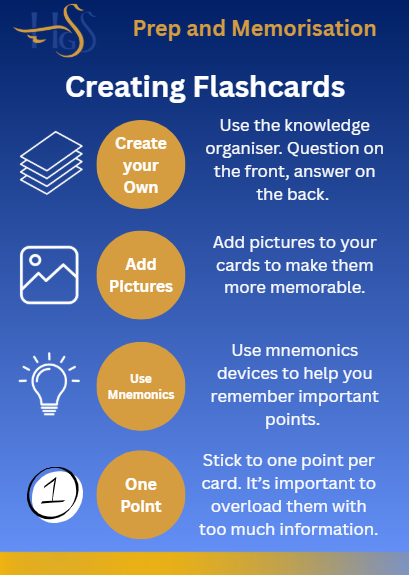 HGSS
Prep and Memorisation
Creating Flashcards
Create
your
Own
Use the knowledge
organiser. Question on
the front, answer on
the back.
Add
Pictures
Add pictures to your
cards to make them
more memorable.
Use
Mnemonics
Use mnemonics
devices to help you
remember important
points.
1
One
Point
Stick to one point per
card. It's important to
overload them with
too much information.